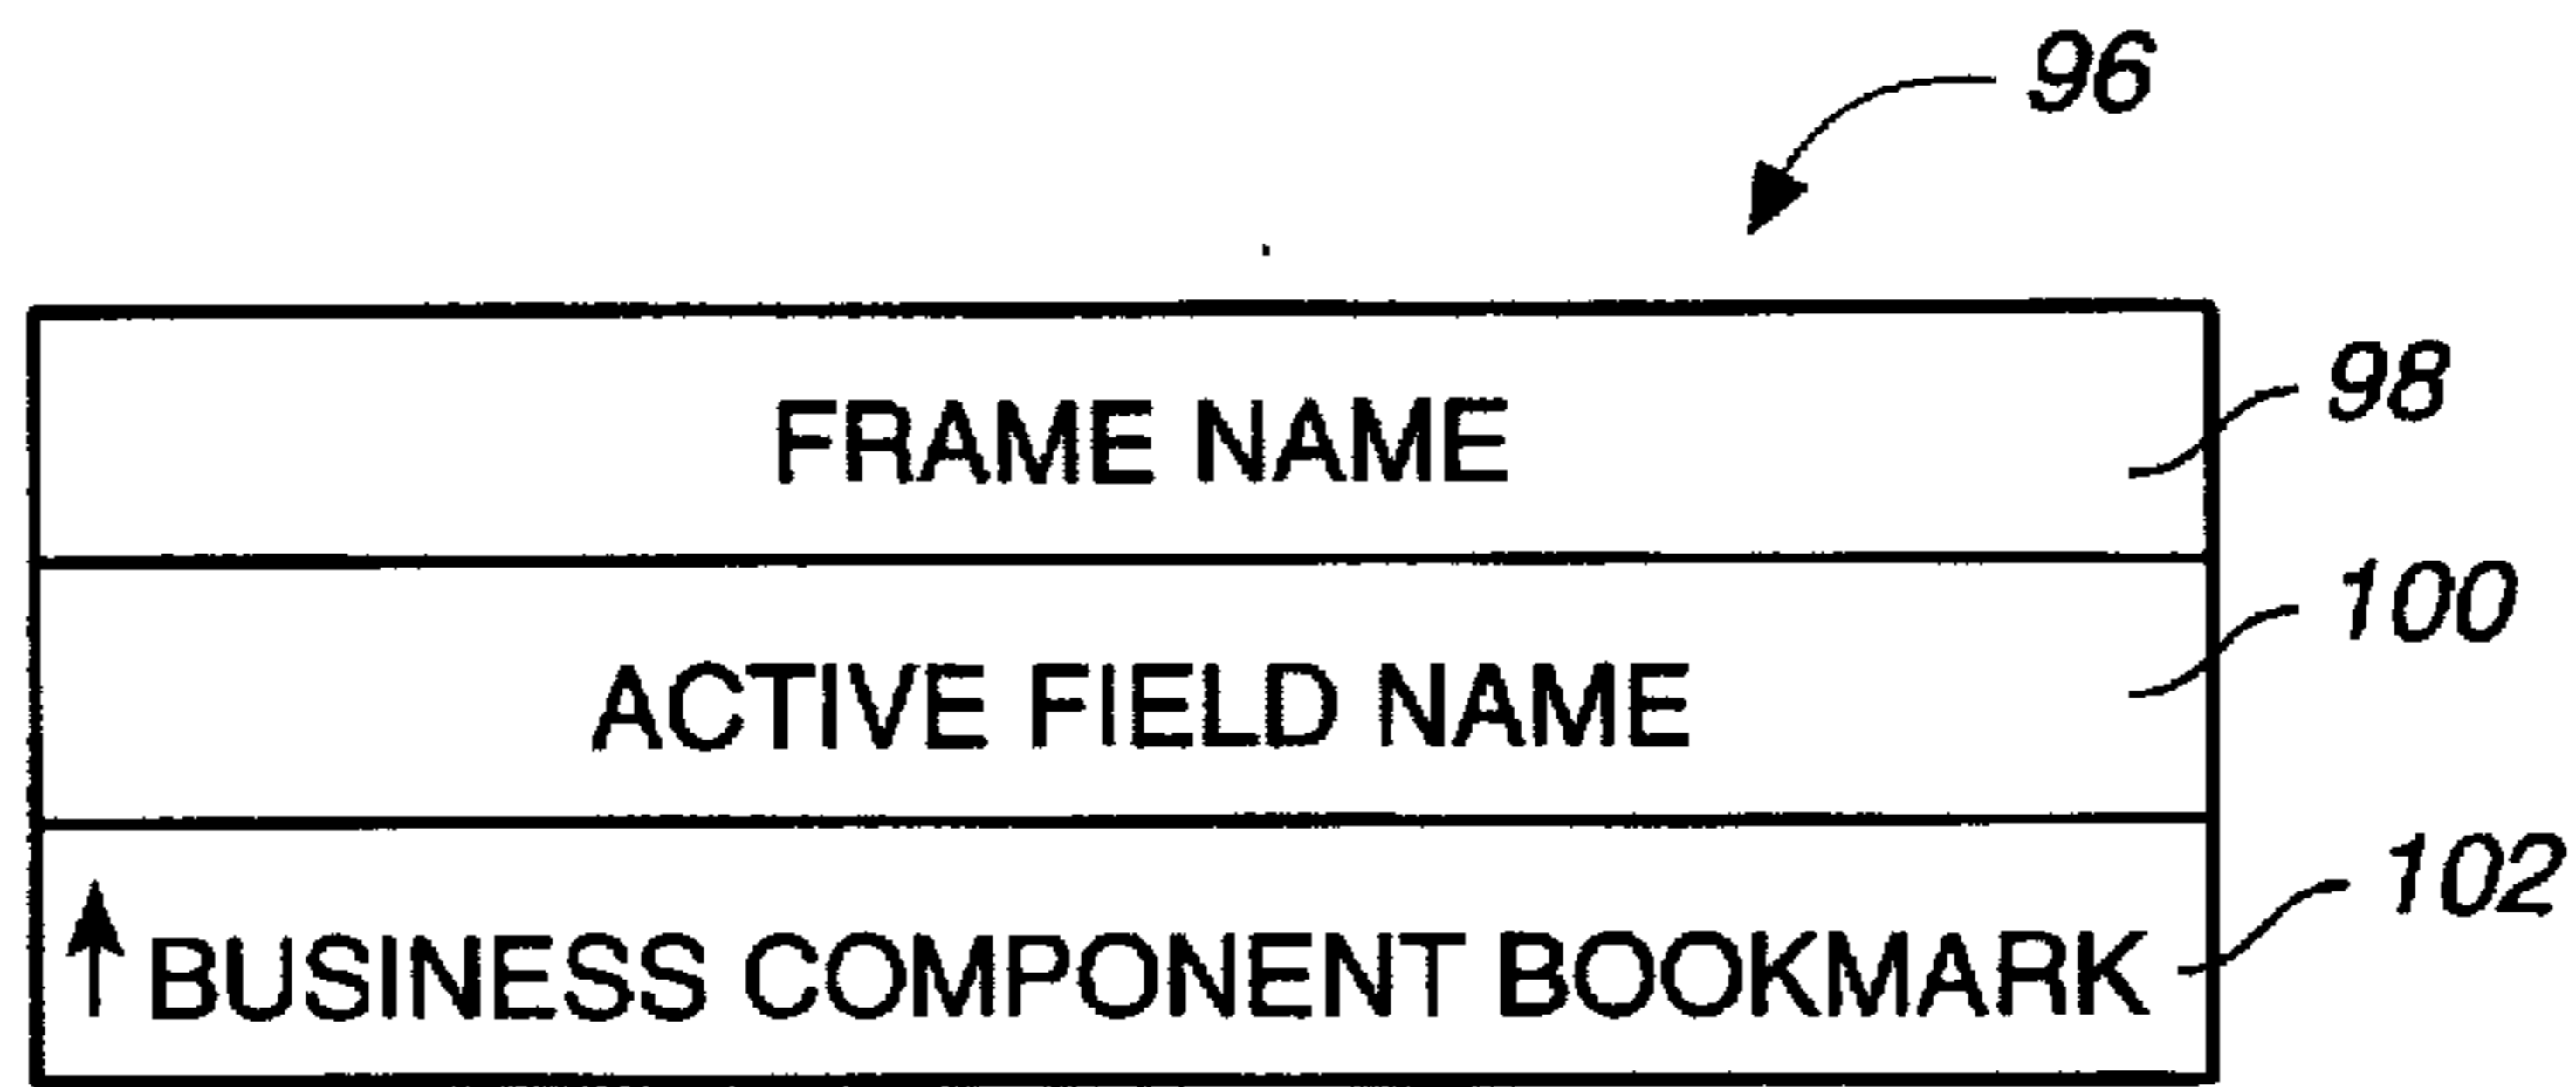 96
FRAME NAME 98
ACTIVE FIELD NAME 100
↑ BUSINESS COMPONENT BOOKMARK 102